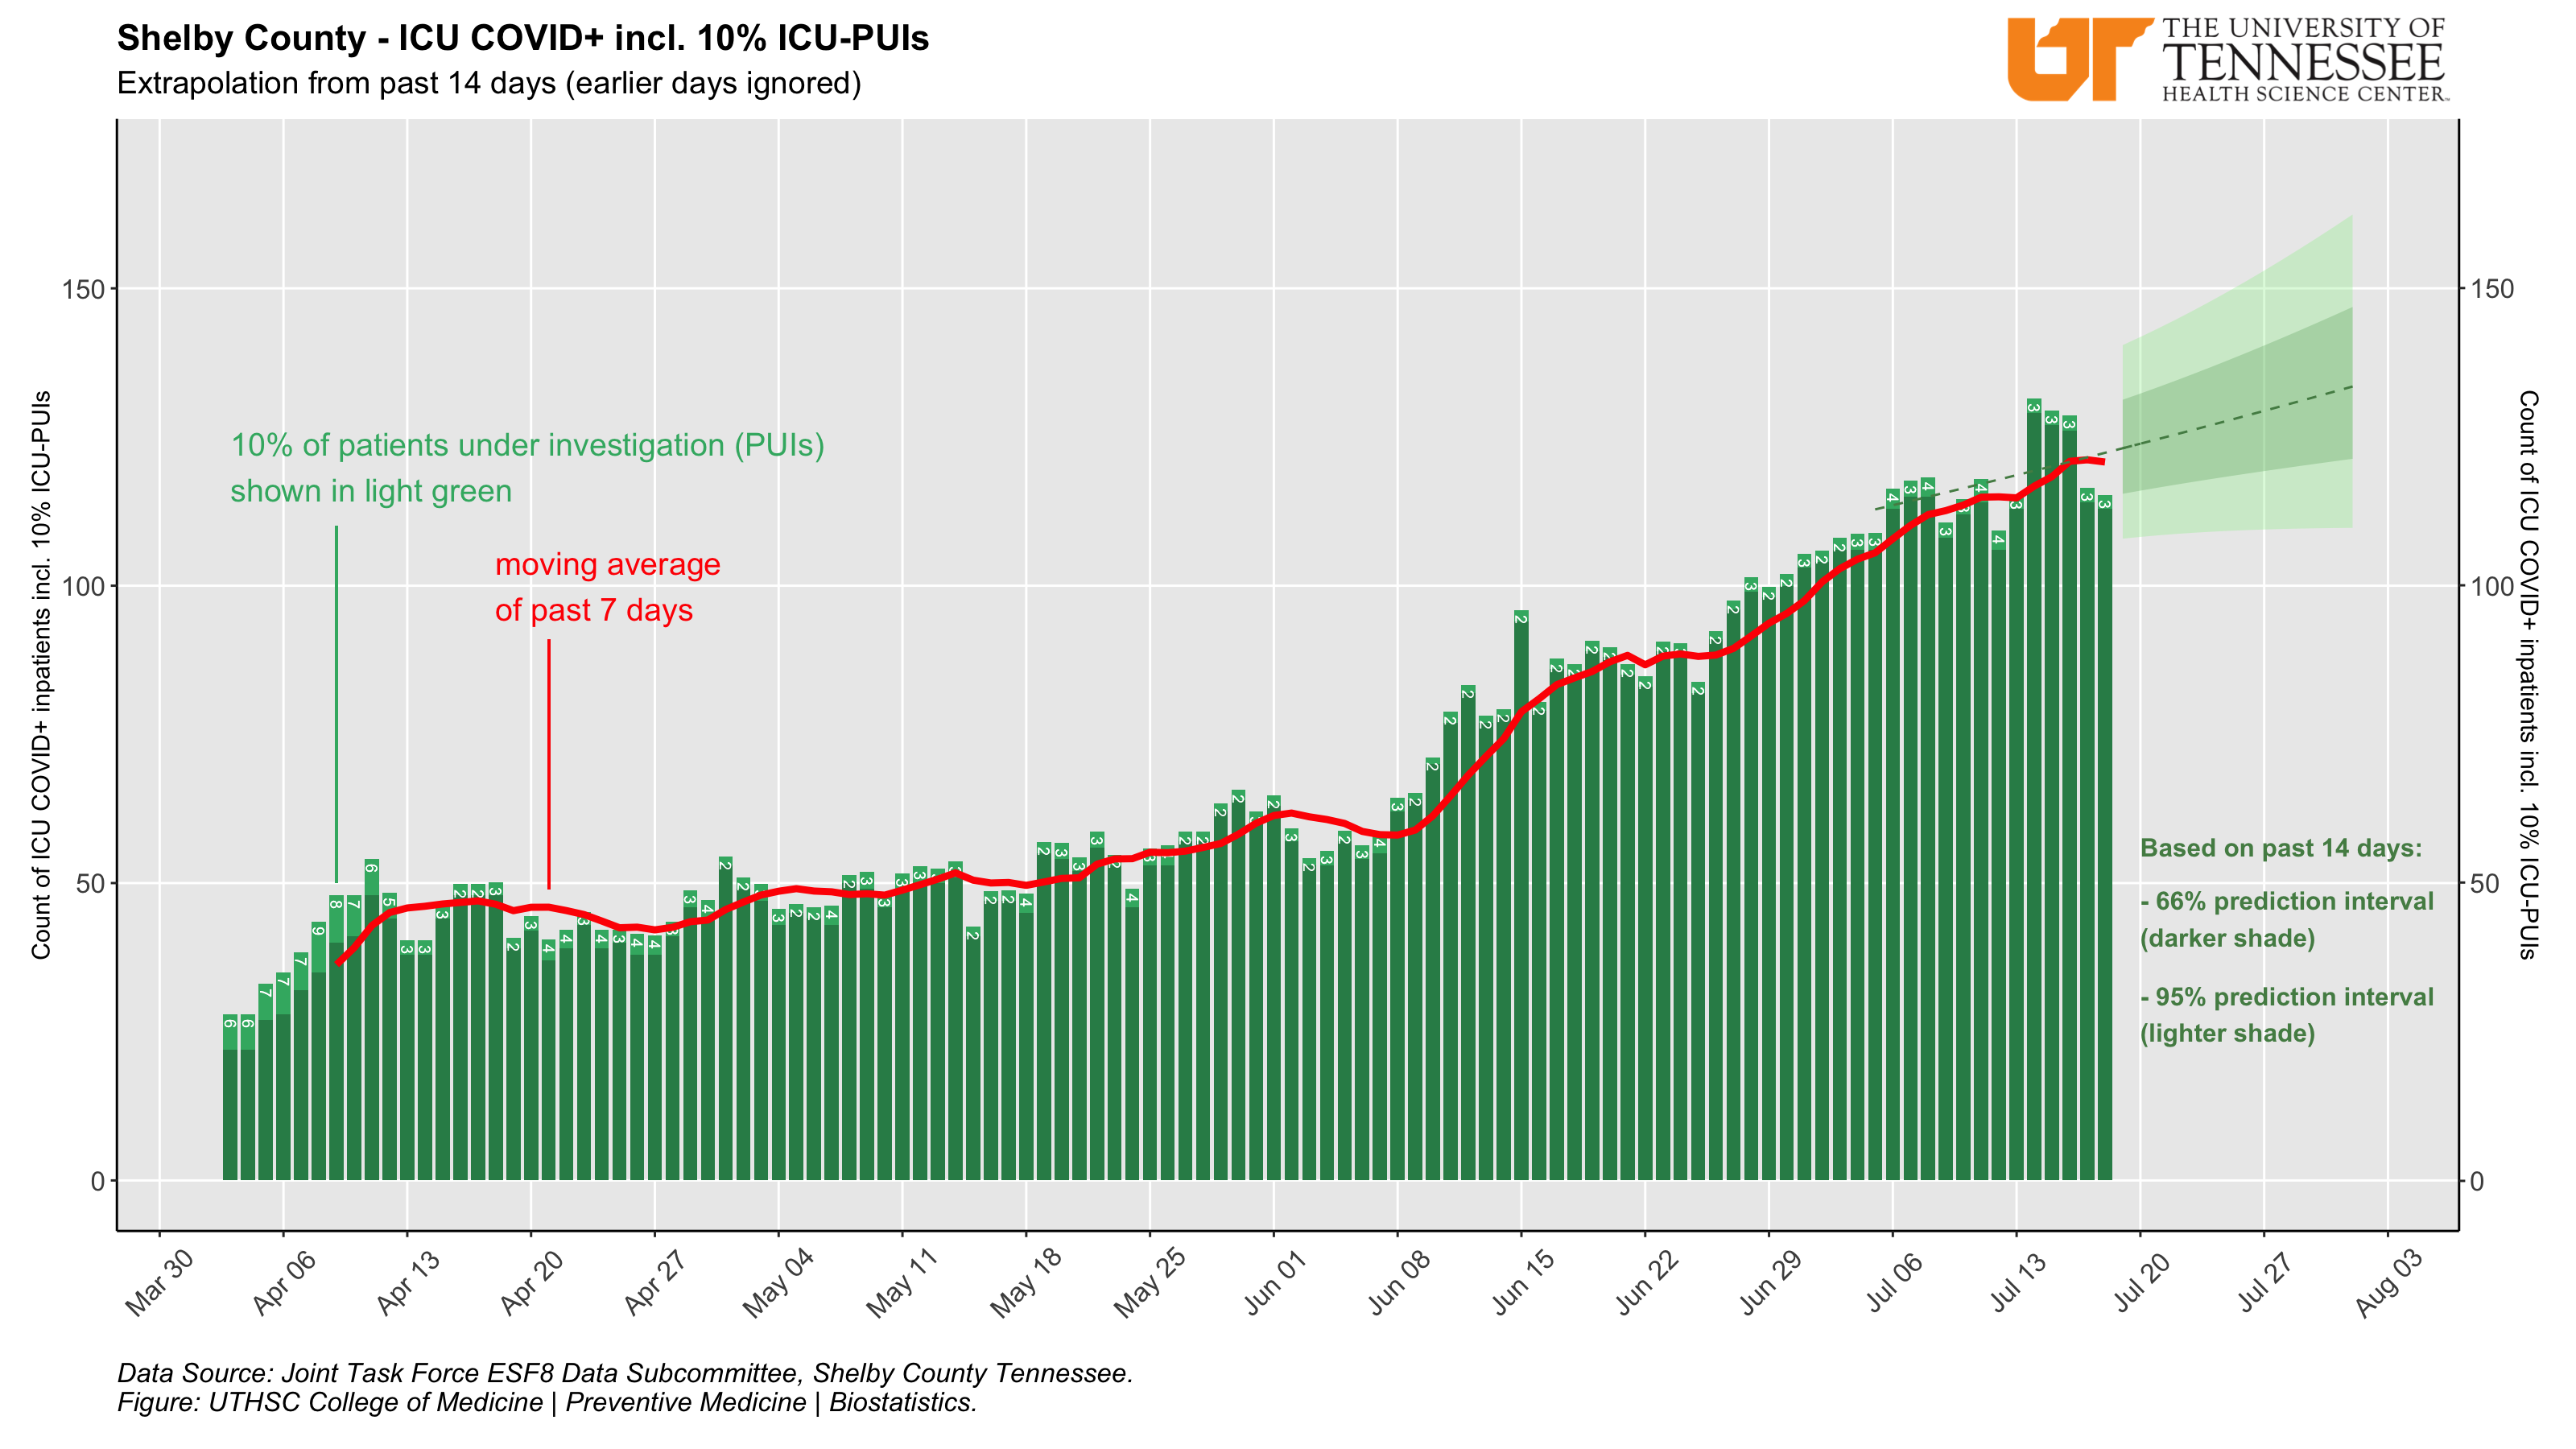 Shelby County - ICU COVID+ incl. 10% ICU-PUIs
Extrapolation from past 14 days (earlier days ignored)
THE UNIVERSITY OF
TENNESSEE
HEALTH SCIENCE CENTER™
Count of ICU COVID+ inpatients incl. 10% ICU-PUIs
150
100
50
0
10% of patients under investigation (PUIs)
shown in light green
moving average
of past 7 days
Based on past 14 days:
- 66% prediction interval
(darker shade)
- 95% prediction interval
(lighter shade)
150
100
50
0
Count of ICU COVID+ inpatients incl. 10% ICU-PUIs
Mar 30
Apr 06
Apr 13
Apr 20
Apr 27
May 04
May 11
May 18
May 25
Jun 01
Jun 08
Jun 15
Jun 22
Jun 29
Jul 06
Jul 13
Jul 20
Jul 27
Aug 03
Data Source: Joint Task Force ESF8 Data Subcommittee, Shelby County Tennessee.
Figure: UTHSC College of Medicine | Preventive Medicine | Biostatistics.